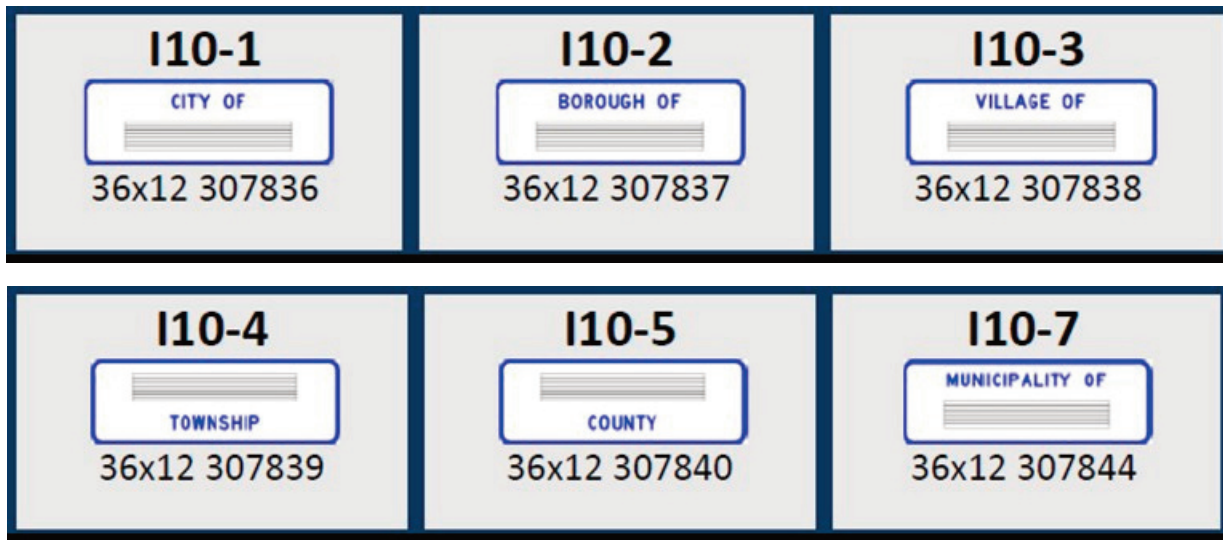 I10-1
CITY OF
36x12 307836
I10-2
BOROUGH OF
36x12 307837
I10-3
VILLAGE OF
36x12 307838
I10-4
TOWNSHIP
36x12 307839
I10-5
COUNTY
36x12 307840
I10-7
MUNICIPALITY OF
36x12 307844